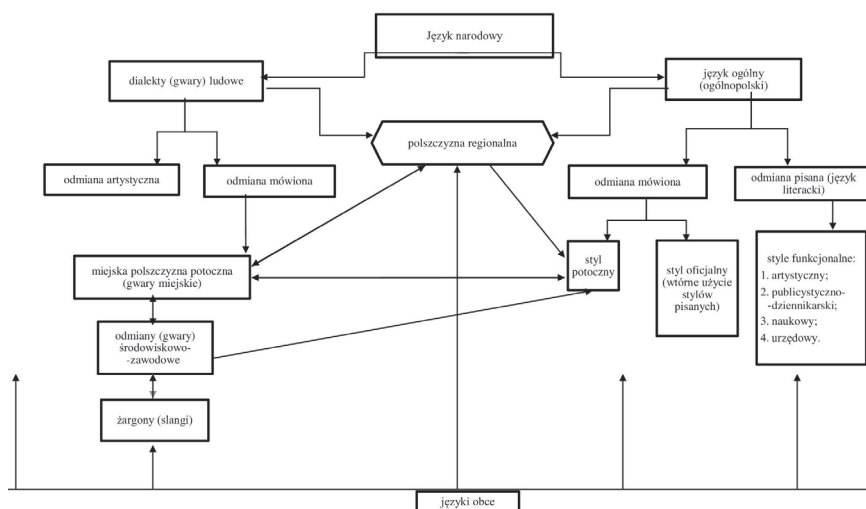 Język narodowy
dialekty (gwary) ludowe
język ogólny
(ogólnopolski)
polszczyzna regionalna
odmiana artystyczna
odmiana mówiona
odmiana mówiona
odmiana pisana (język
literacki)
miejska polszczyzna potoczna
(gwary miejskie)
styl
potoczny
styl oficjalny
(wtórne użycie
stylów
pisanych)
style funkcjonalne:
1. artystyczny;
2. publicystyczno-
-dziennikarski;
3. naukowy;
4. urzędowy.
odmiany (gwary)
środowiskowo-
-zawodowe
żargony (slangi)
języki obce